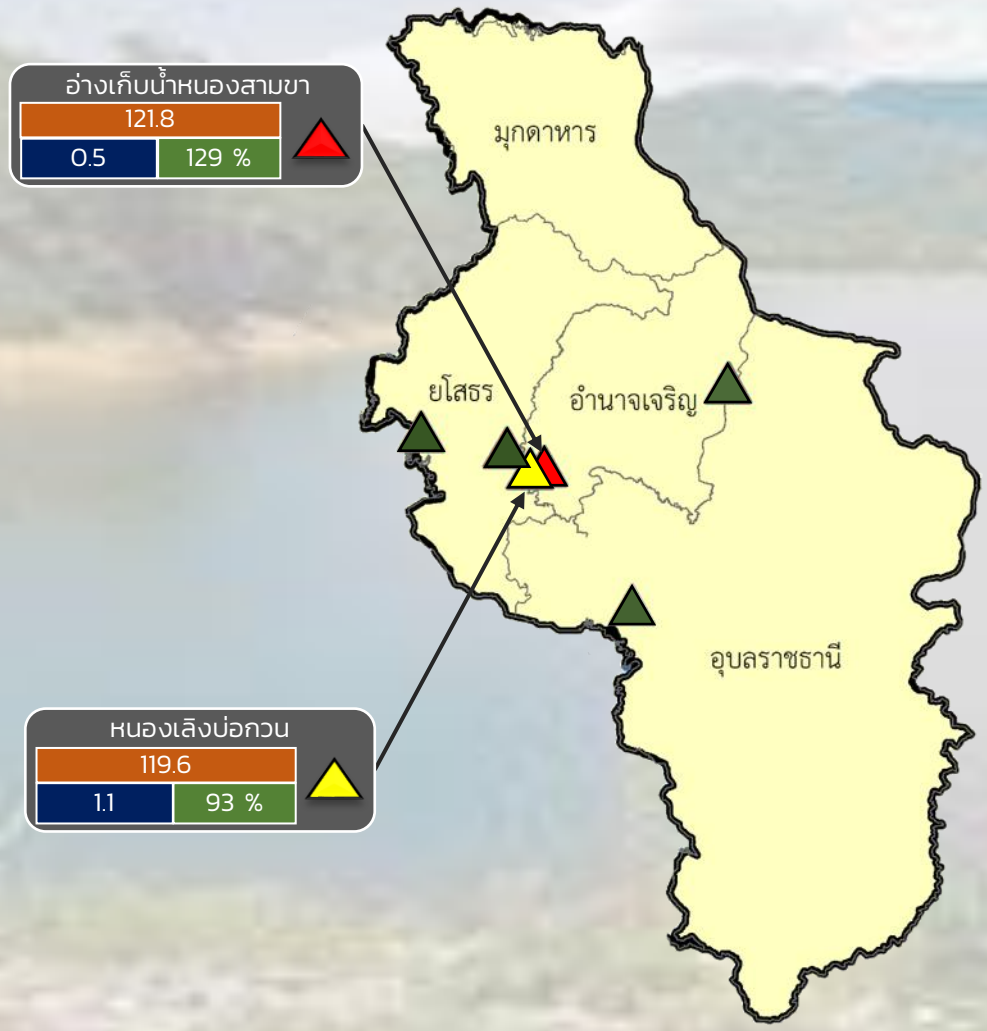 อ่างเก็บน้ำหนองสามขา
121.8
0.5 129 %
มุกดาหาร
ยโสธร
อำนาจเจริญ
อุบลราชธานี
หนองเลิงบ่อกวน
119.6
1.1 93 %